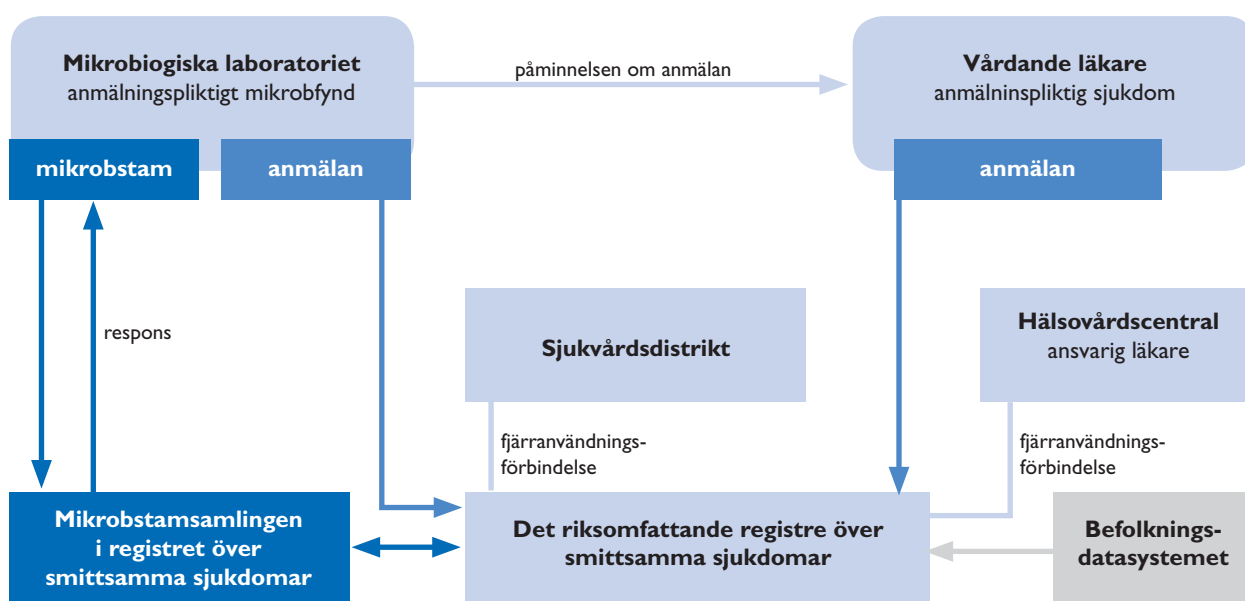 Mikrobiogiska laboratoriet
anmälningspliktigt mikrobfynd
påminnelsen om anmälan
Vårdande läkare
anmälninspliktig sjukdom
mikrobstam
anmälan
anmälan
respons
Sjukvårdsdistrikt
Hälsovårdscentral
ansvarig läkare
fjärranvändnings-
förbindelse
fjärranvändnings-
förbindelse
Mikrobstamsamlingen
i registret över
smittsamma sjukdomar
Det riksomfattande registre över
smittsamma sjukdomar
Befolknings-
datasystemet